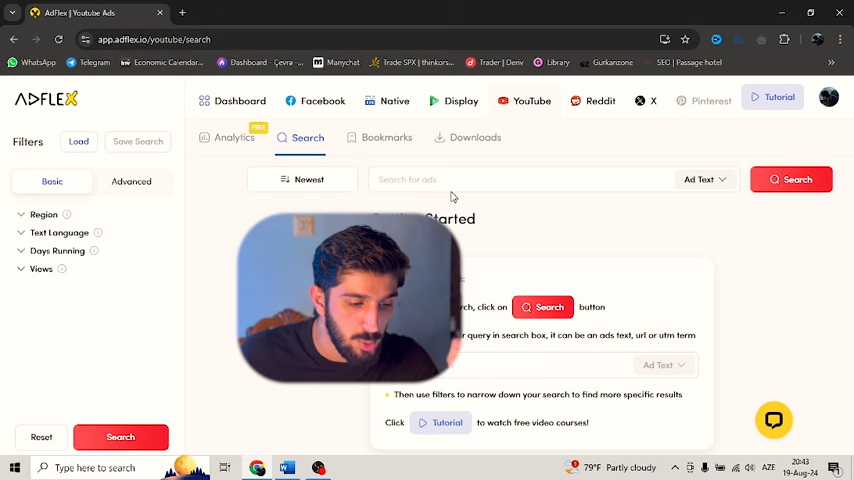 AdFlex | Youtube Ads
app.adflex.io/youtube/search
WhatsApp Telegram Economic Calendar... Dashboard - Çevra... Manychat Trade SPX | thinkors... Trader | Deriv Library Gurkanzone SEO | Passage hotel
ADFLEX
Dashboard Facebook Native Display YouTube Reddit X Pinterest Tutorial
Filters Load Save Search
Analytics FREE Search Bookmarks Downloads
Basic Advanced
Newest Search for ads Ad Text Search
Region
Text Language
Days Running
Views
Started
rch, click on Search button
r query in search box, it can be an ads text, url or utm term
Ad Text
Then use filters to narrow down your search to find more specific results
Click Tutorial to watch free video courses!
Reset Search
Type here to search
79°F Partly cloudy AZE 20:43
19-Aug-24